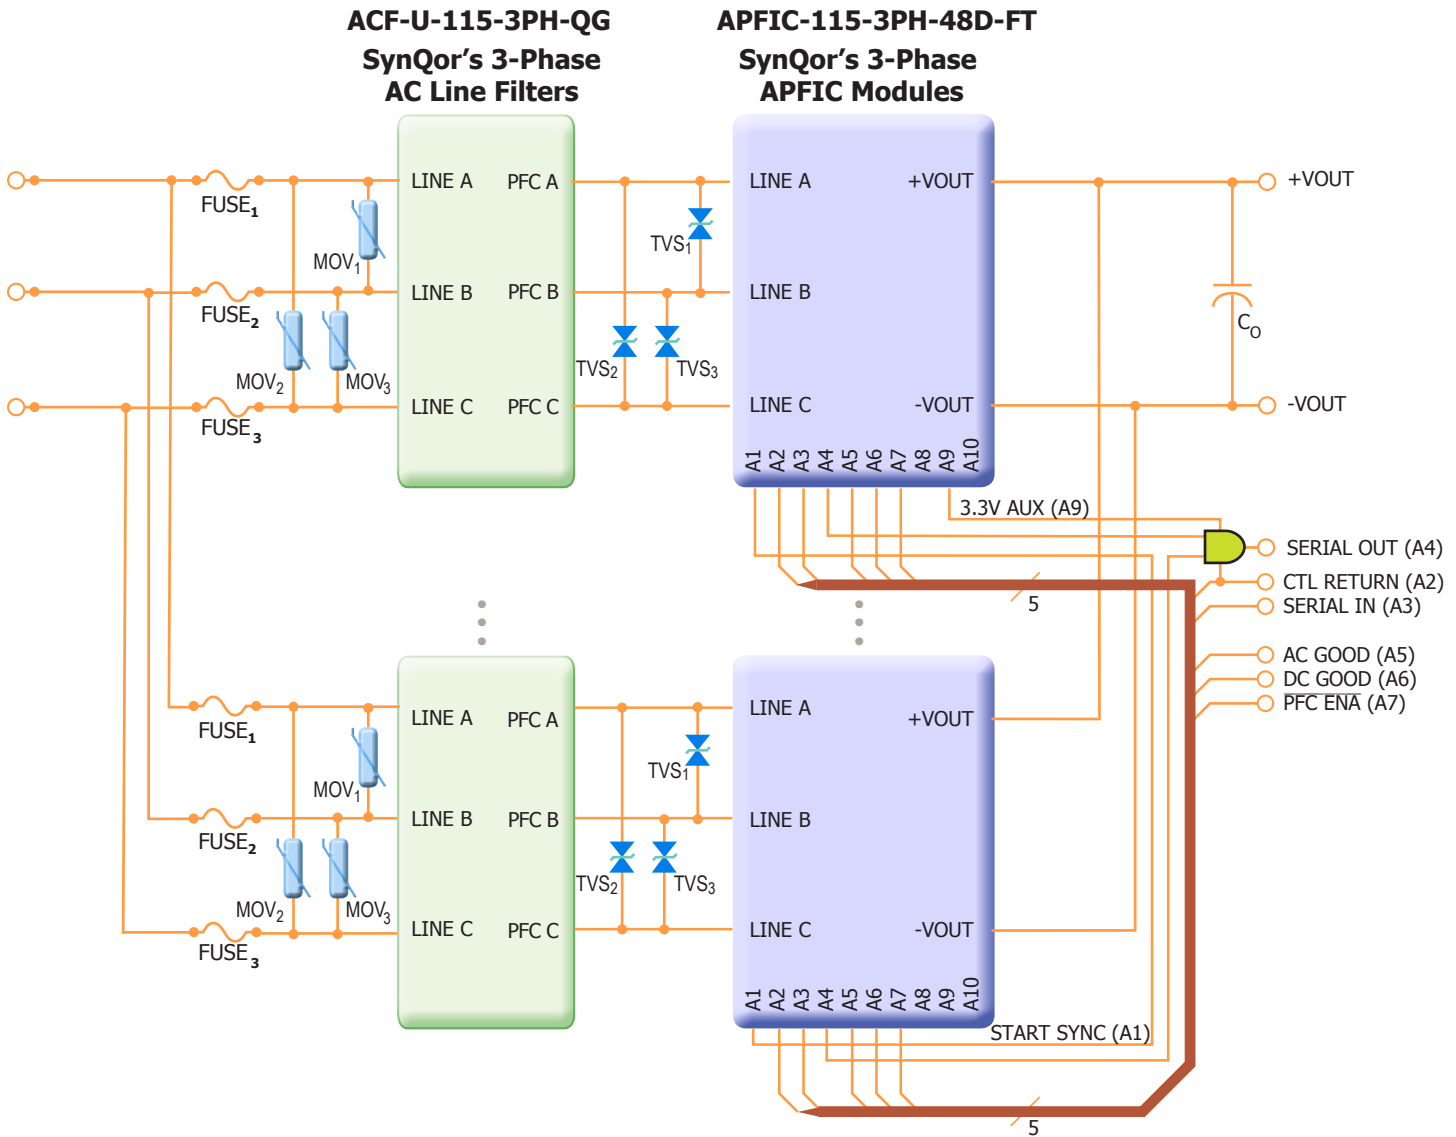 ACF-U-115-3PH-QG
SynQor's 3-Phase
AC Line Filters
APFIC-115-3PH-48D-FT
SynQor's 3-Phase
APFIC Modules
LINE A PFC A
LINE B PFC B
LINE C PFC C
FUSE1
FUSE2
FUSE3
MOV1
MOV2
MOV3
TVS1
TVS2
TVS3
LINE A +VOUT
LINE B
LINE C -VOUT
A1 A2 A3 A4 A5 A6 A7 A8 A9 A10
+VOUT
CO
-VOUT
3.3V AUX (A9)
SERIAL OUT (A4)
CTL RETURN (A2)
SERIAL IN (A3)
AC GOOD (A5)
DC GOOD (A6)
PFC ENA (A7)
5
LINE A PFC A
LINE B PFC B
LINE C PFC C
FUSE1
FUSE2
FUSE3
MOV1
MOV2
MOV3
TVS1
TVS2
TVS3
LINE A +VOUT
LINE B
LINE C -VOUT
A1 A2 A3 A4 A5 A6 A7 A8 A9 A10
START SYNC (A1)
5